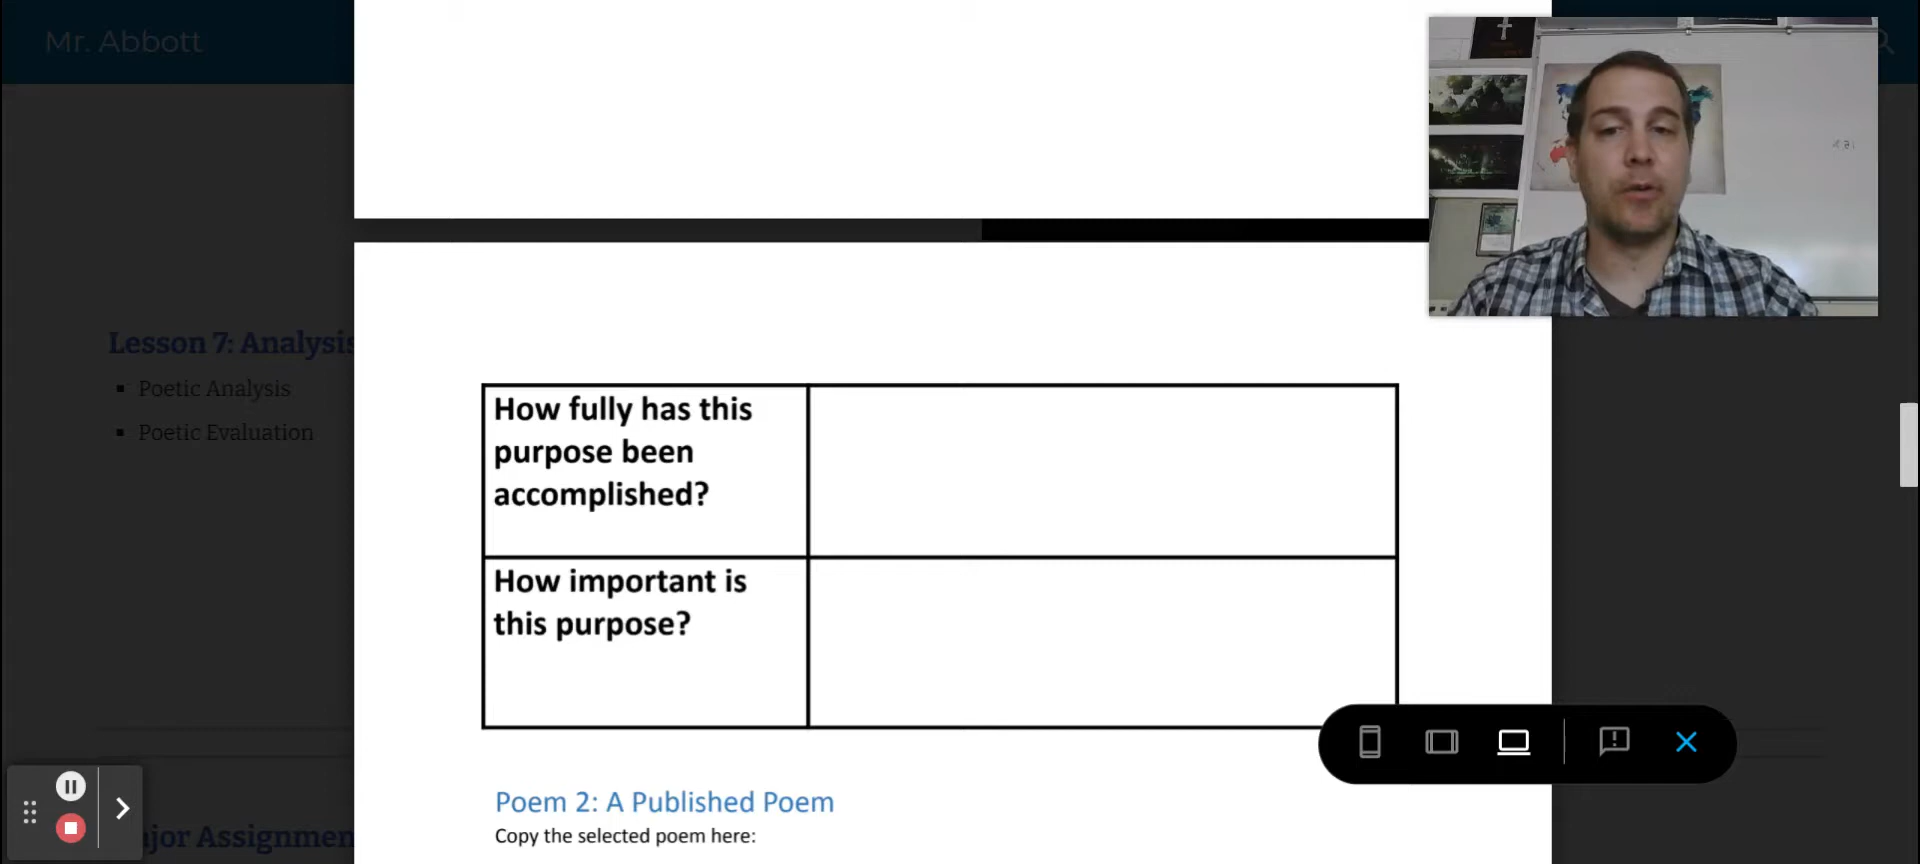 Mr. Abbott
Lesson 7: Analysis
Poetic Analysis
Poetic Evaluation
How fully has this
purpose been
accomplished?
How important is
this purpose?
Poem 2: A Published Poem
Copy the selected poem here:
jor Assignmen